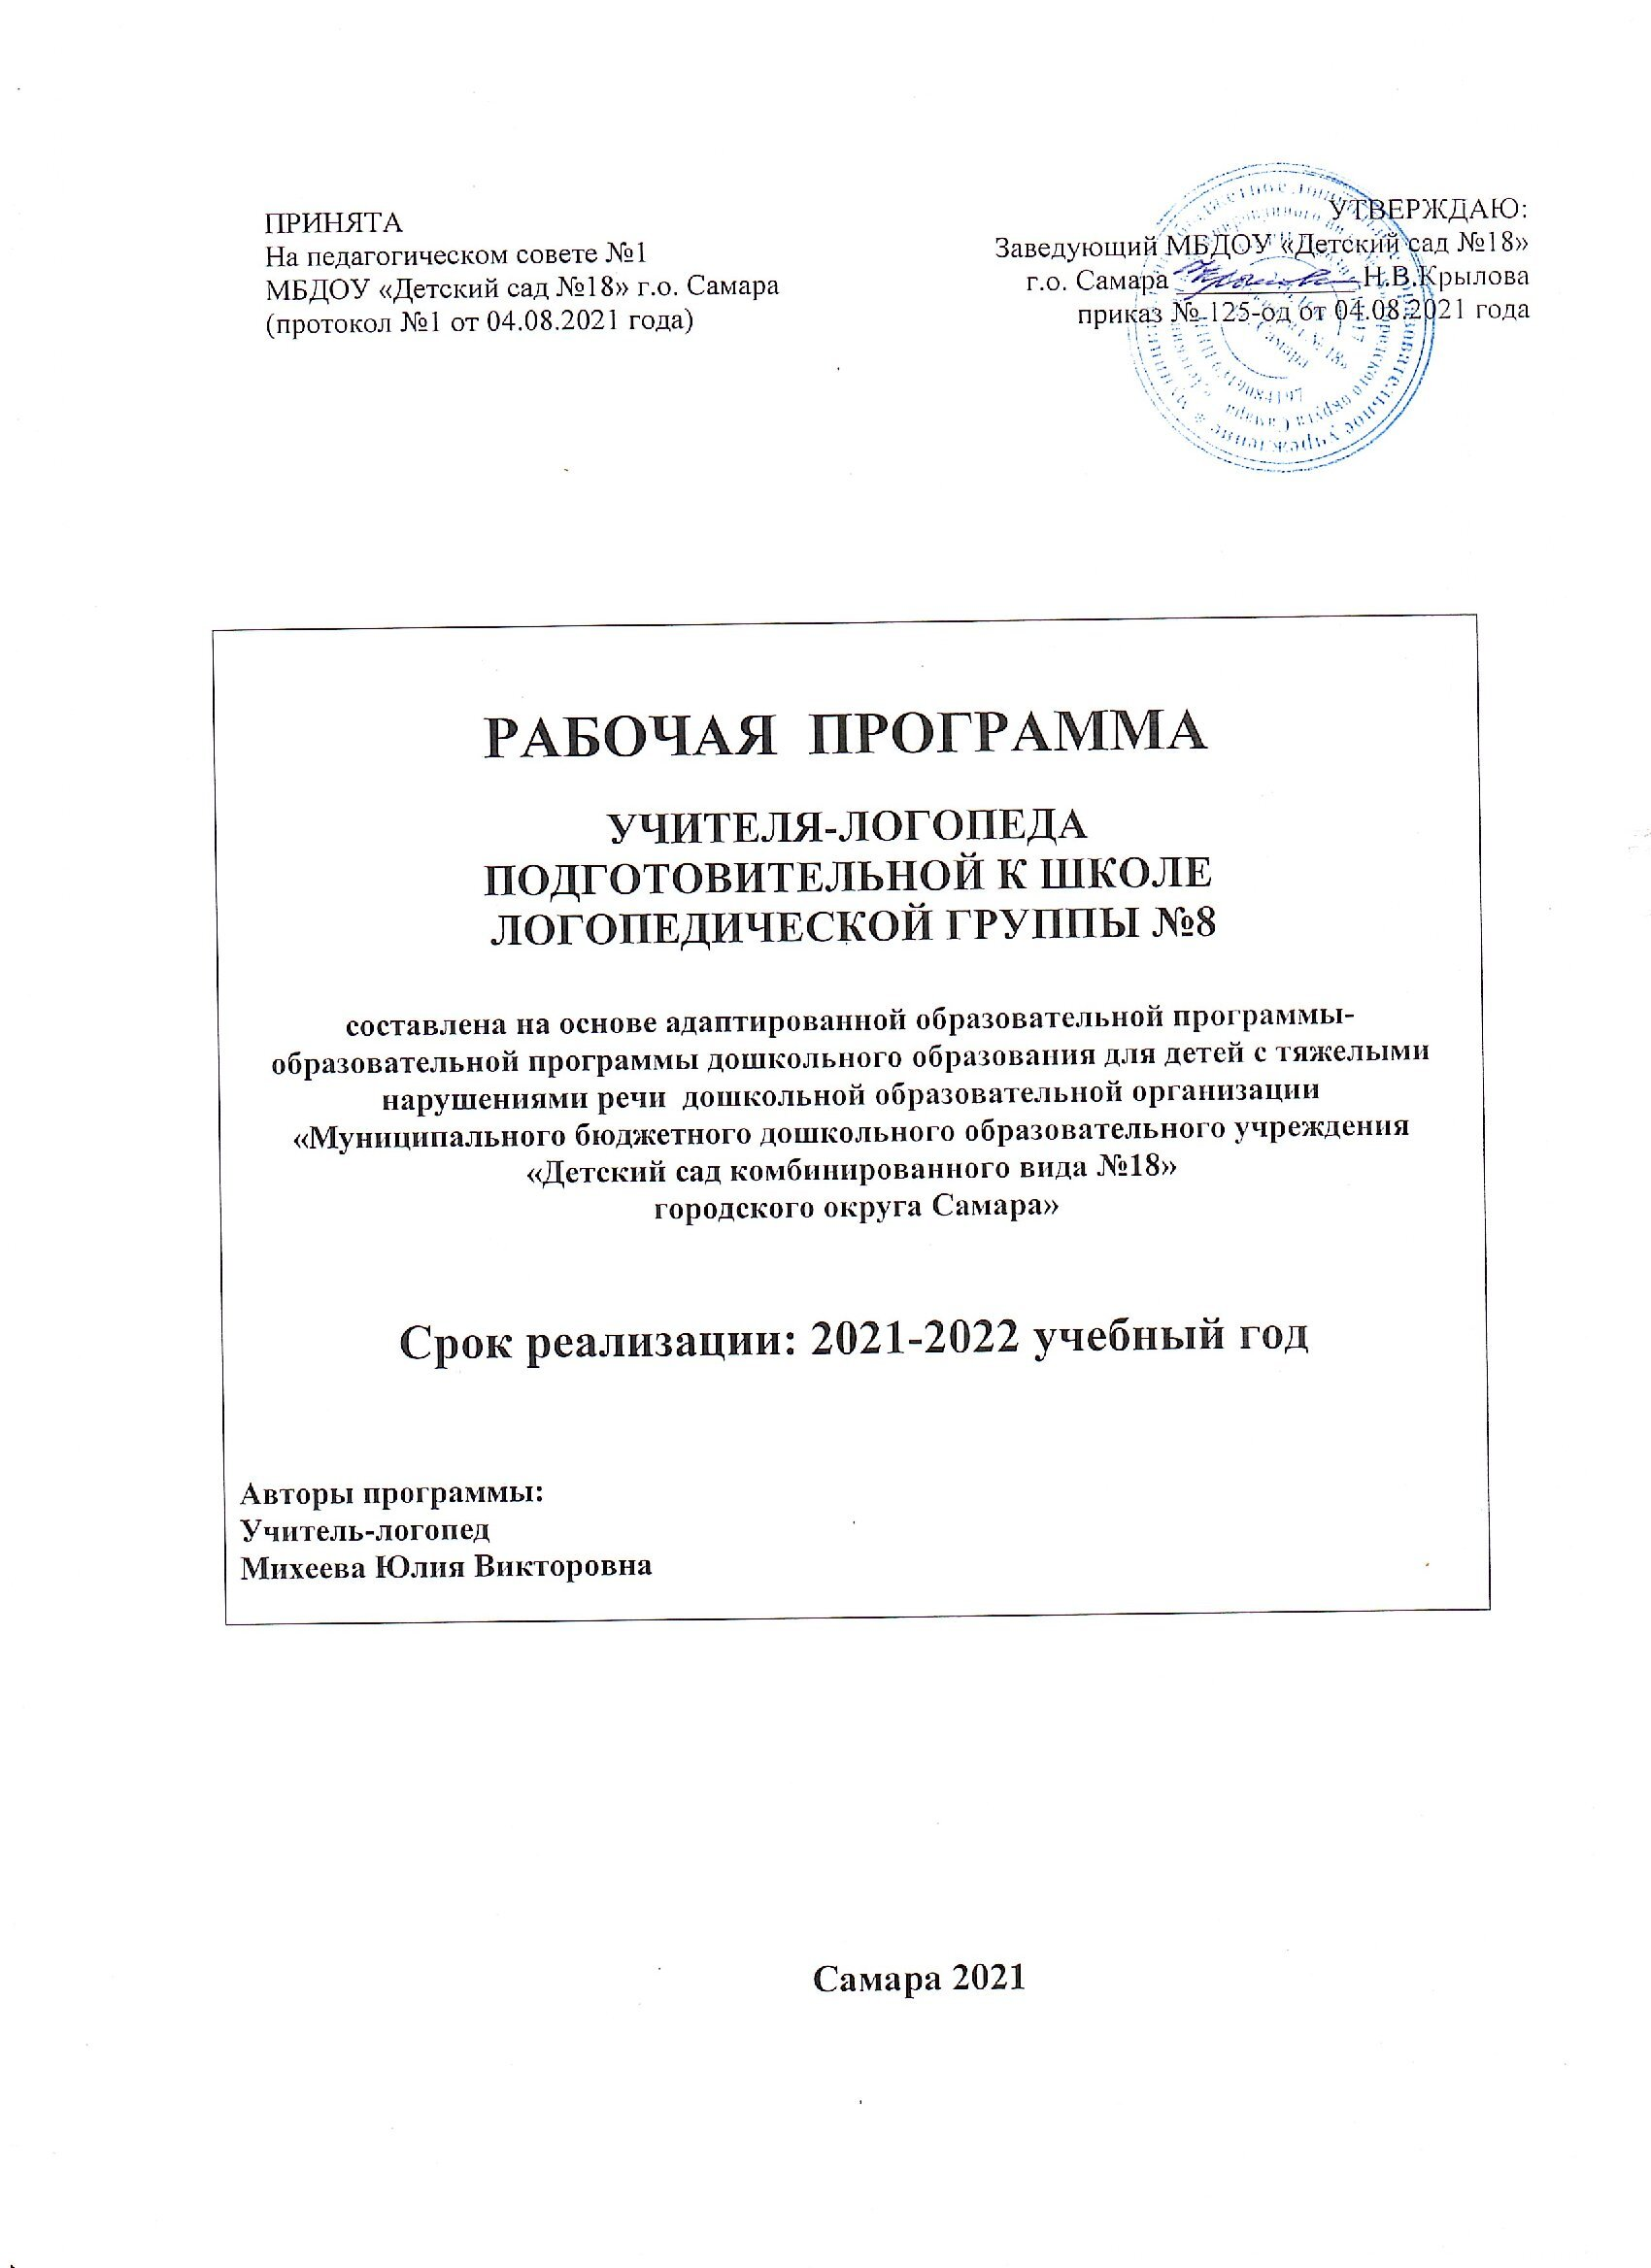 ПРИНЯТА
На педагогическом совете №1
МБДОУ «Детский сад №18» г.о. Самара
(протокол №1 от 04.08.2021 года)
УТВЕРЖДАЮ:
Заведующий МБДОУ «Детский сад №18»
г.о. Самара Н.В.Крылова
приказ № 125-од от 04.08.2021 года
РАБОЧАЯ ПРОГРАММА
УЧИТЕЛЯ-ЛОГОПЕДА
ПОДГОТОВИТЕЛЬНОЙ К ШКОЛЕ
ЛОГОПЕДИЧЕСКОЙ ГРУППЫ №8
составлена на основе адаптированной образовательной программы-
образовательной программы дошкольного образования для детей с тяжелыми
нарушениями речи дошкольной образовательной организации
«Муниципального бюджетного дошкольного образовательного учреждения
«Детский сад комбинированного вида №18»
городского округа Самара»
Срок реализации: 2021-2022 учебный год
Авторы программы:
Учитель-логопед
Михеева Юлия Викторовна
Самара 2021